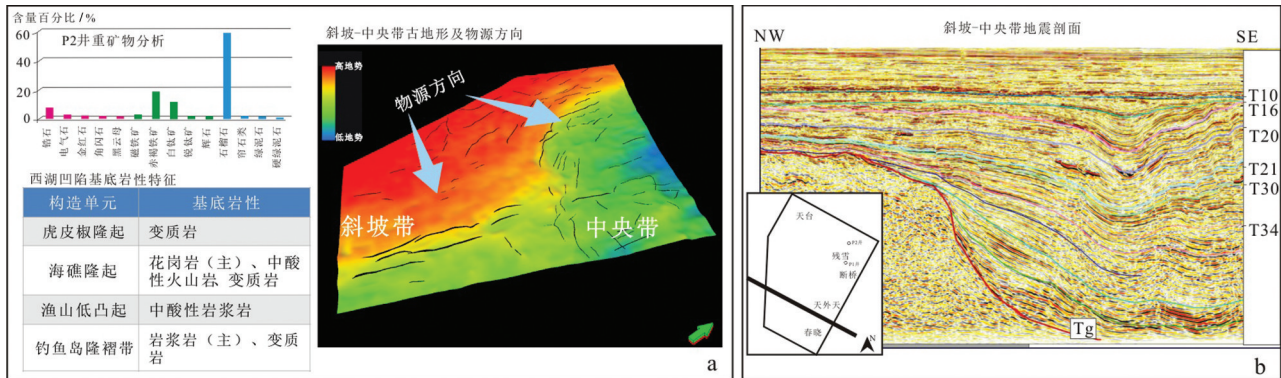 含量百分比/%
P2井重矿物分析
60
40
20
0
锆石
电气石
金红石
角闪石
黑云母
磁铁矿
赤褐铁矿
白钛矿
锐钛矿
辉石
石榴石
帘石类
绿泥石
硬绿泥石
西湖凹陷基底岩性特征
构造单元 基底岩性
虎皮椒隆起 变质岩
海礁隆起 花岗岩（主）、中酸
性火山岩、变质岩
渔山低凸起 中酸性岩浆岩
钓鱼岛隆褶带 岩浆岩（主）、变质
岩
斜坡-中央带古地形及物源方向
高地势
低地势
物源方向
斜坡带
中央带
a
斜坡-中央带地震剖面
NW
SE
T10
T16
T20
T21
T30
T34
Tg
天台
P2井
残雪
P1井
断桥
天外天
春晓
N
b